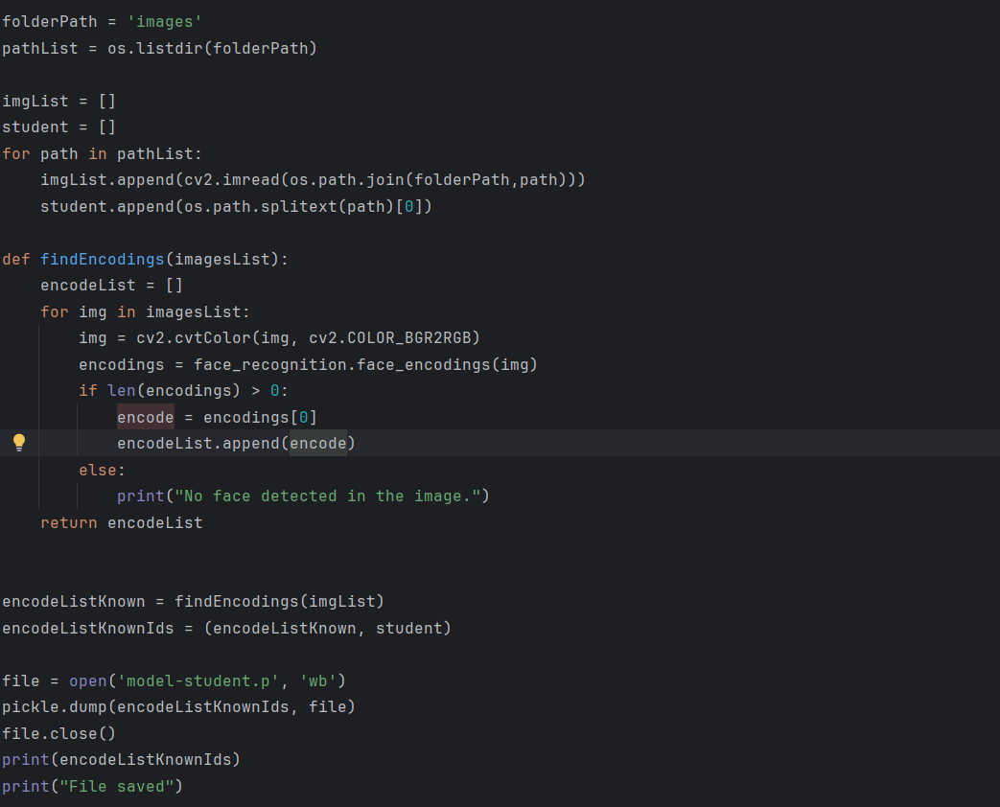 folderPath = 'images'
pathList = os.listdir(folderPath)
imgList = []
student = []
for path in pathList:
    imgList.append(cv2.imread(os.path.join(folderPath,path)))
    student.append(os.path.splitext(path)[0])
def findEncodings(imagesList):
    encodeList = []
    for img in imagesList:
        img = cv2.cvtColor(img, cv2.COLOR_BGR2RGB)
        encodings = face_recognition.face_encodings(img)
        if len(encodings) > 0:
            encode = encodings[0]
            encodeList.append(encode)
        else:
            print("No face detected in the image.")
    return encodeList
encodeListKnown = findEncodings(imgList)
encodeListKnownIds = (encodeListKnown, student)
file = open('model-student.p', 'wb')
pickle.dump(encodeListKnownIds, file)
file.close()
print(encodeListKnownIds)
print("File saved")